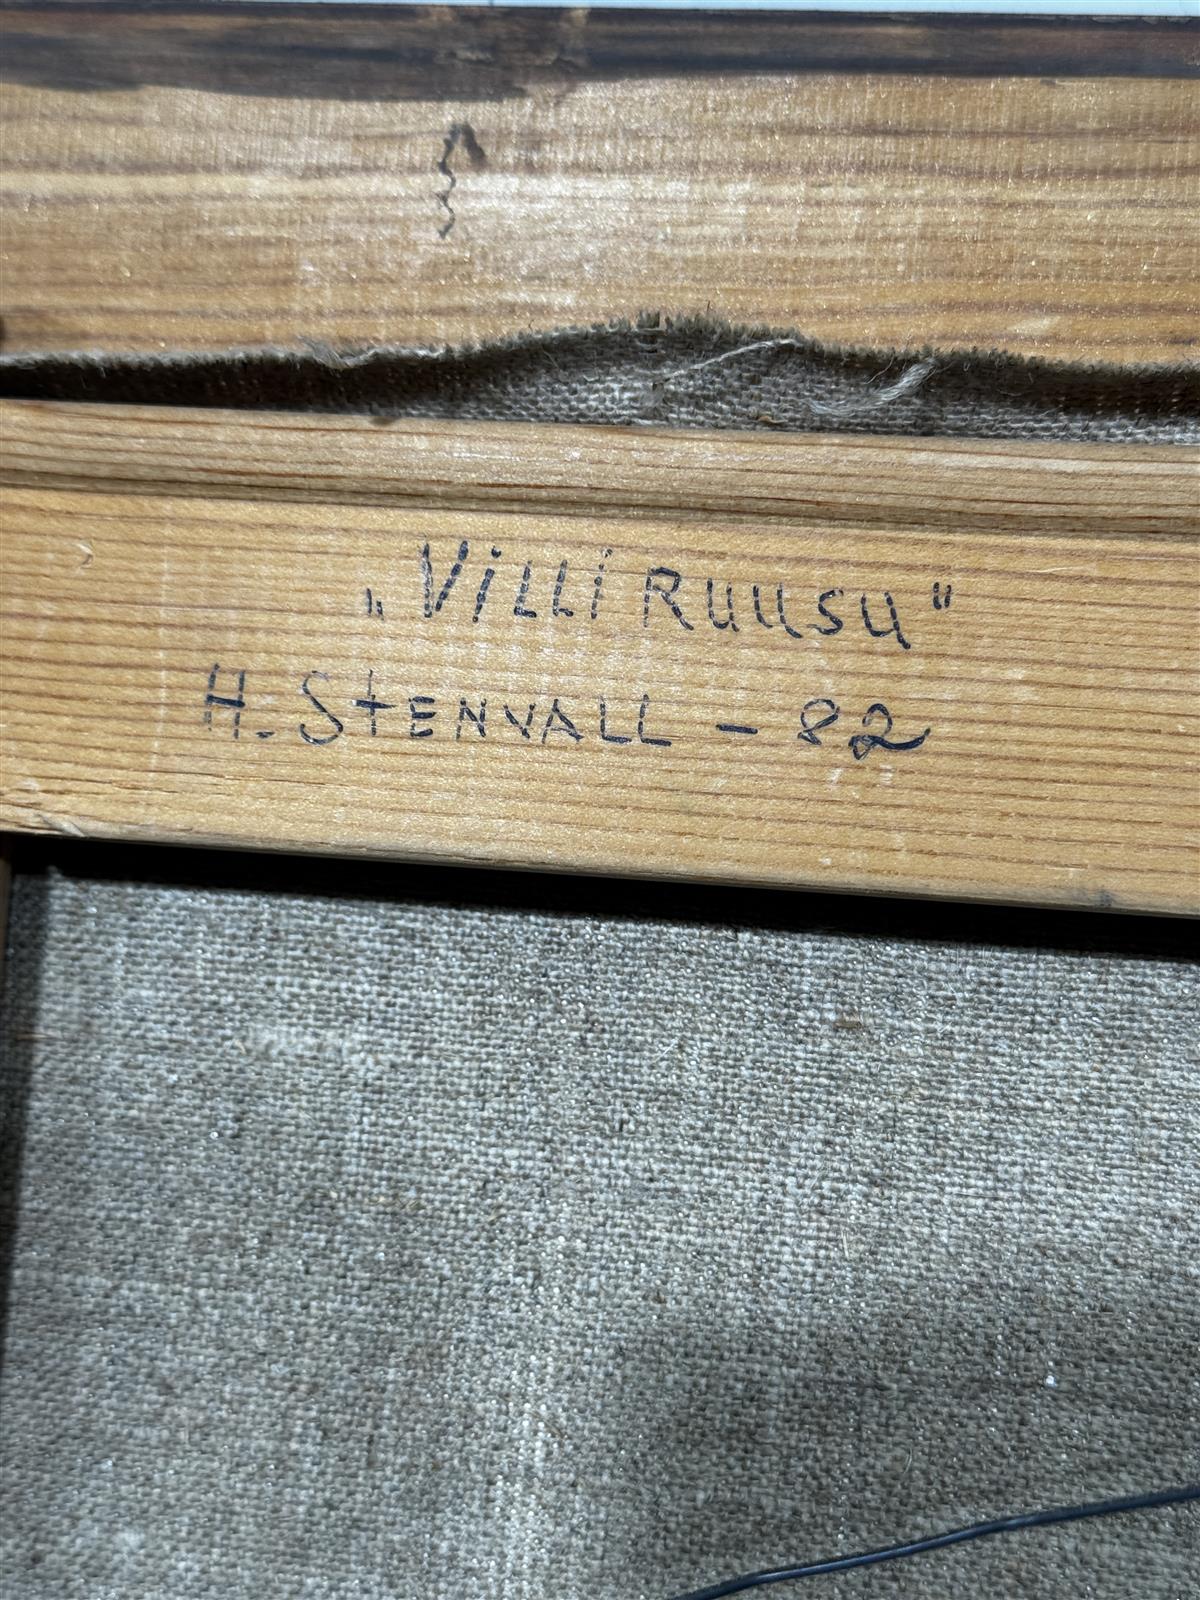 „Villi Ruusu"
H. Stenvall - 82